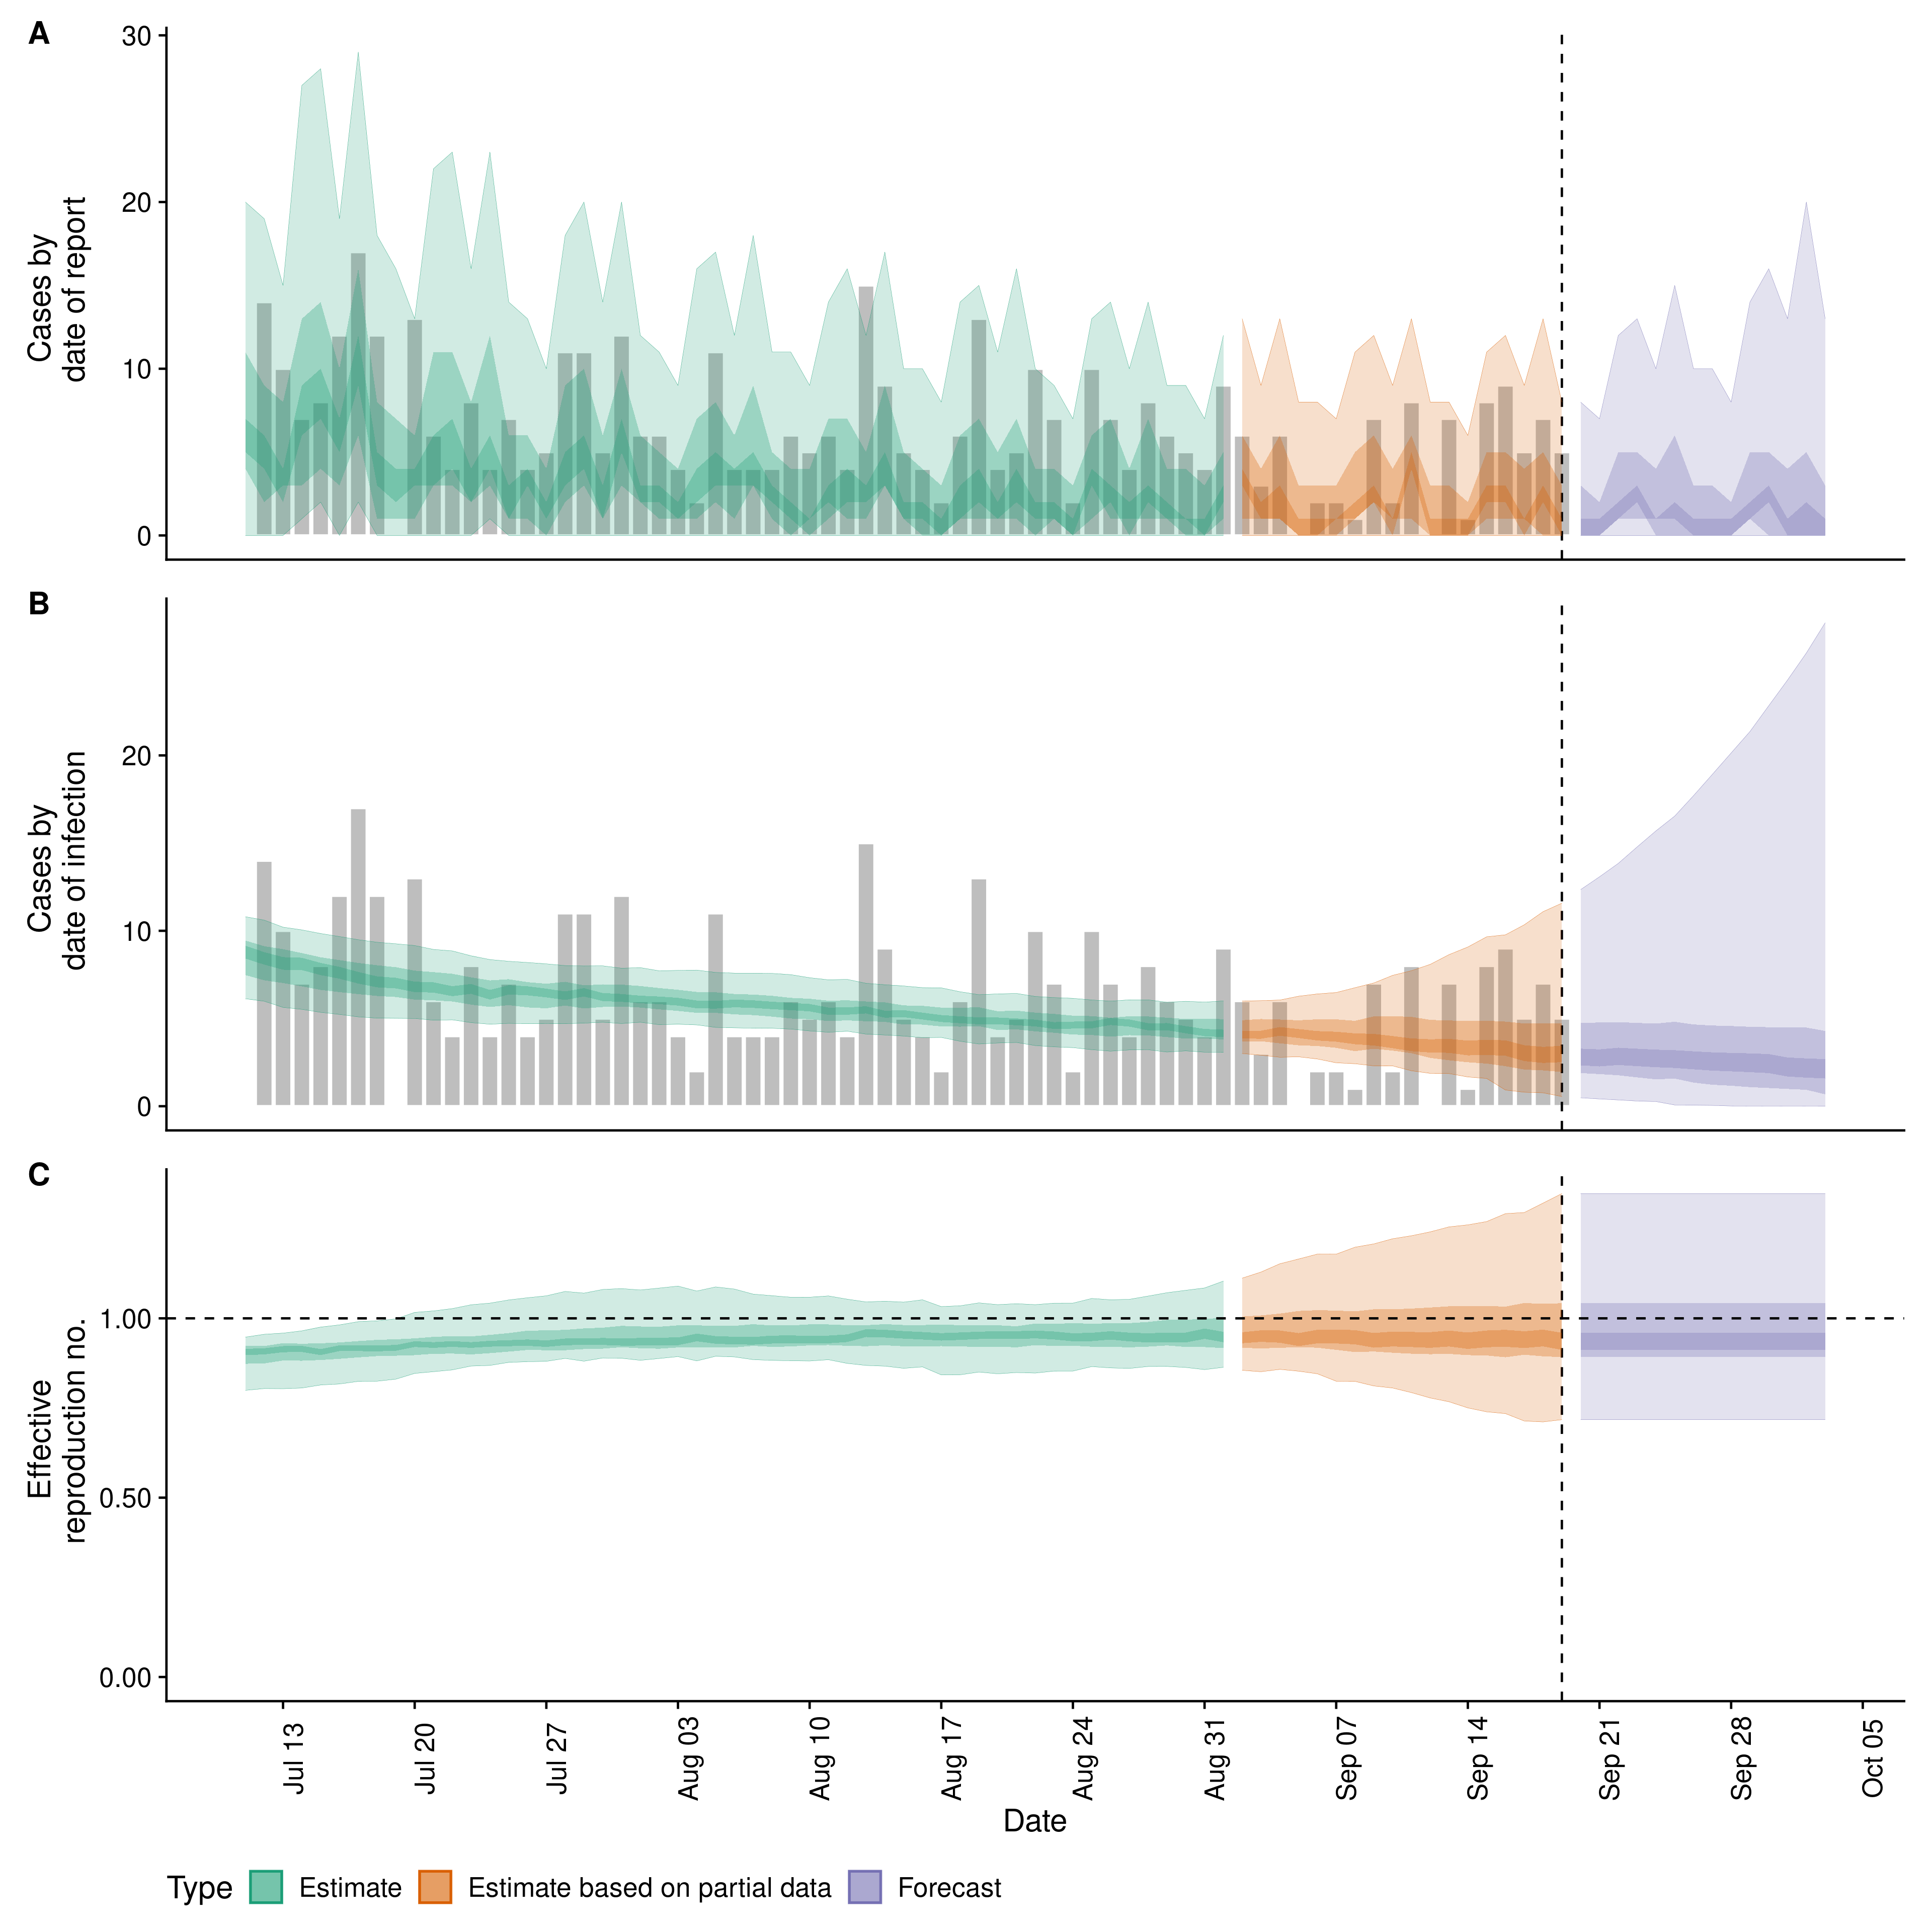 A
Cases by
date of report
30
20
10
0
B
Cases by
date of infection
20
10
0
C
Effective
reproduction no.
1.00
0.50
0.00
Jul 13
Jul 20
Jul 27
Aug 03
Aug 10
Aug 17
Aug 24
Aug 31
Sep 07
Sep 14
Sep 21
Sep 28
Oct 05
Date
Type Estimate Estimate based on partial data Forecast